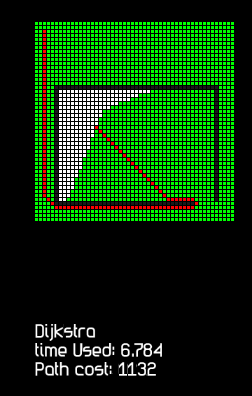 Dijkstra
time Used: 6.784
Path cost: 1132